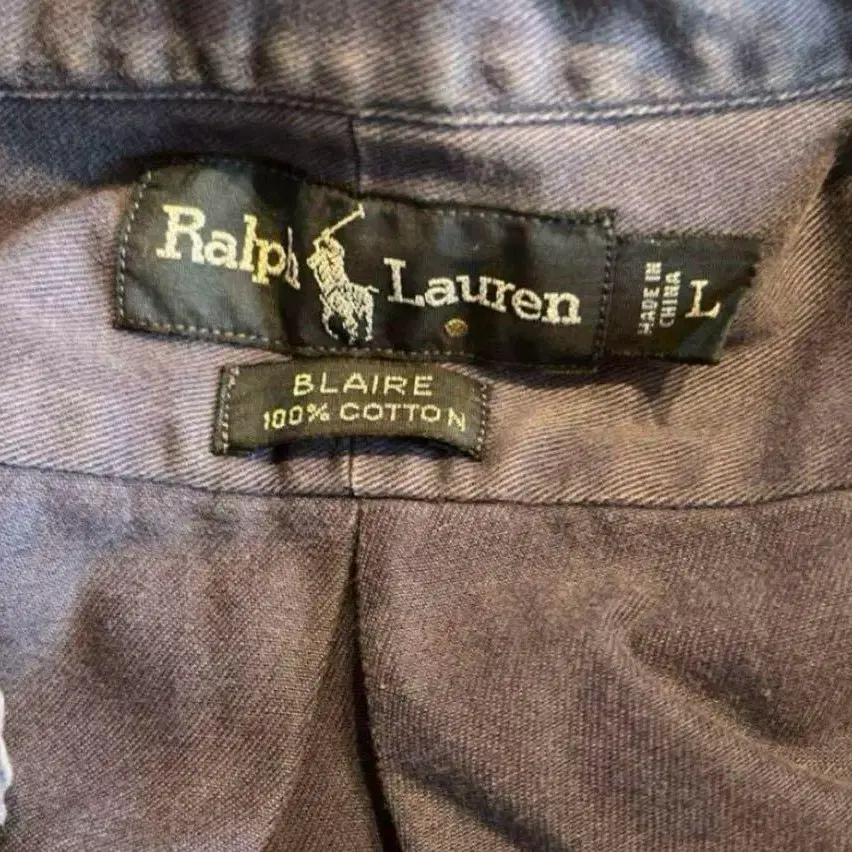 Ralph Lauren
MADE IN
CHINA
L
BLAIRE
100% COTTON